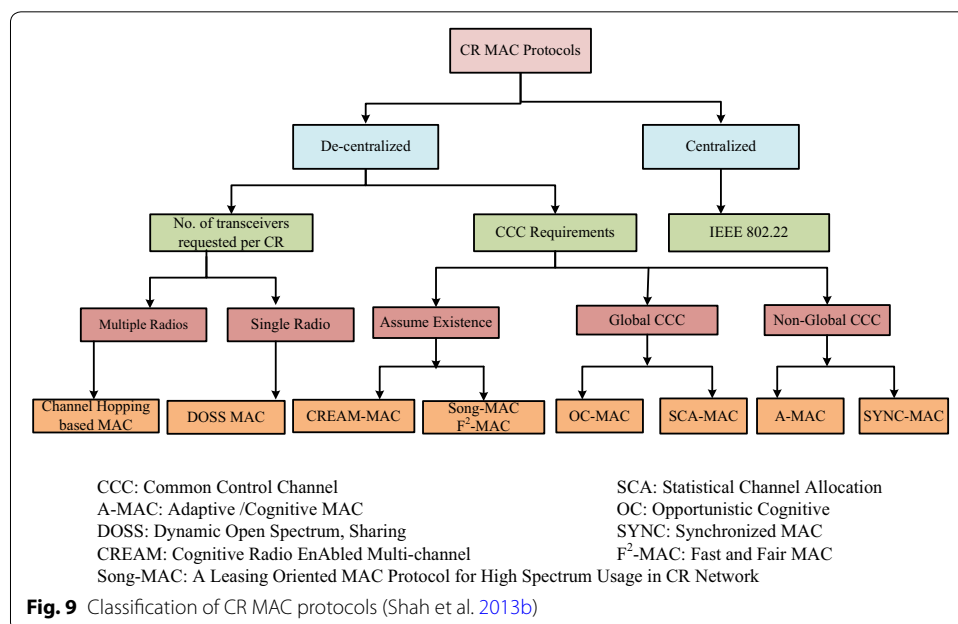 CR MAC Protocols
De-centralized
Centralized
No. of transceivers
requested per CR
CCC Requirements
IEEE 802.22
Multiple Radios
Single Radio
Assume Existence
Global CCC
Non-Global CCC
Channel Hopping
based MAC
DOSS MAC
CREAM-MAC
Song-MAC
F²-MAC
OC-MAC
SCA-MAC
A-MAC
SYNC-MAC
CCC: Common Control Channel
SCA: Statistical Channel Allocation
A-MAC: Adaptive /Cognitive MAC
OC: Opportunistic Cognitive
DOSS: Dynamic Open Spectrum, Sharing
SYNC: Synchronized MAC
CREAM: Cognitive Radio EnAbled Multi-channel
F²-MAC: Fast and Fair MAC
Song-MAC: A Leasing Oriented MAC Protocol for High Spectrum Usage in CR Network
Fig. 9 Classification of CR MAC protocols (Shah et al. 2013b)